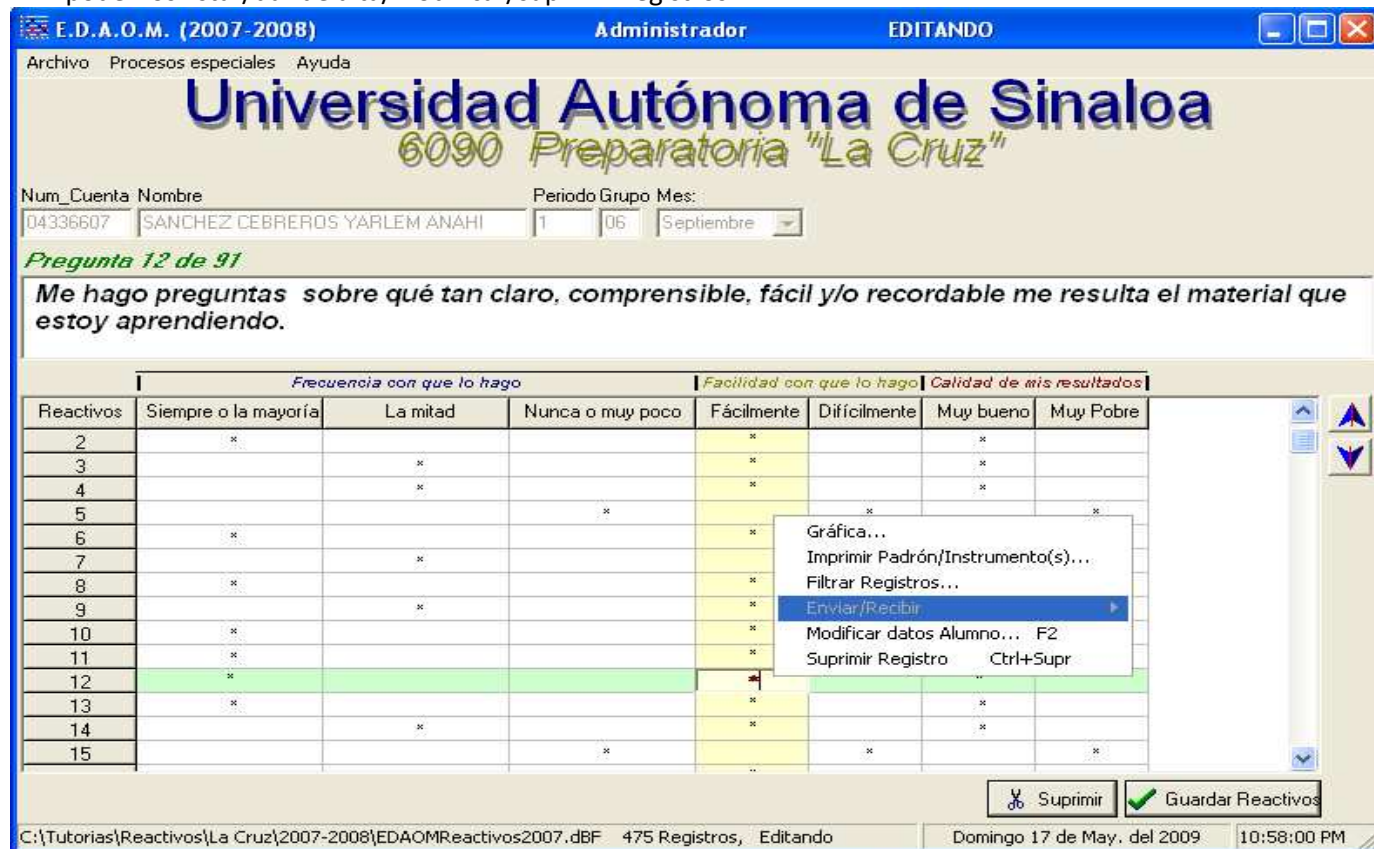 E.D.A.O.M. (2007-2008) Administrador EDITANDO
Archivo Procesos especiales Ayuda
Universidad Autónoma de Sinaloa
6090 Preparatoria "La Cruz"
Num_Cuenta Nombre Periodo Grupo Mes:
04336607 SANCHEZ CEBREROS YARLEM ANAHI 1 06 Septiembre
Pregunta 12 de 91
Me hago preguntas sobre qué tan claro, comprensible, fácil y/o recordable me resulta el material que
estoy aprendiendo.
Frecuencia con que lo hago Facilidad con que lo hago Calidad de mis resultados
Reactivos Siempre o la mayoría La mitad Nunca o muy poco Fácilmente Difícilmente Muy bueno Muy Pobre
2 * * *
3 * * *
4 * * *
5 * * *
6 * *
7 *
8 * *
9 * *
10 * *
11 * *
12 * * *
13 * * *
14 * * *
15 * * *
Gráfica...
Imprimir Padrón/Instrumento(s)...
Filtrar Registros...
Enviar/Recibir
Modificar datos Alumno... F2
Suprimir Registro Ctrl+Supr
Suprimir Guardar Reactivos
C:\Tutorias\Reactivos\La Cruz\2007-2008\EDAOMReactivos2007.dBF 475 Registros, Editando Domingo 17 de May. del 2009 10:58:00 PM